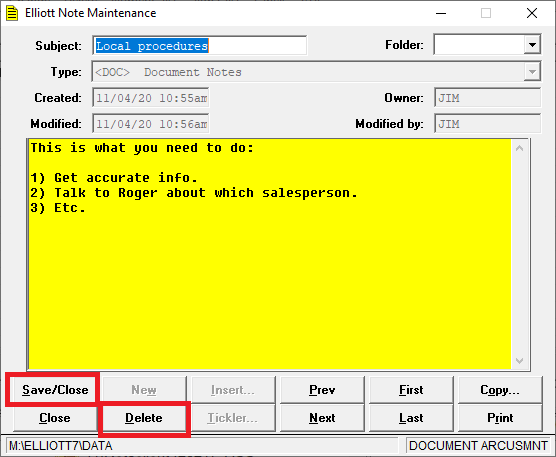 Elliott Note Maintenance
Subject: Local procedures Folder:
Type: <DOC> Document Notes
Created: 11/04/20 10:55am Owner: JIM
Modified: 11/04/20 10:56am Modified by: JIM
This is what you need to do:
1) Get accurate info.
2) Talk to Roger about which salesperson.
3) Etc.
Save/Close New Insert... Prev First Copy...
Close Delete Tickler... Next Last Print
M:\ELLIOTT7\DATA DOCUMENT ARCUSMNT